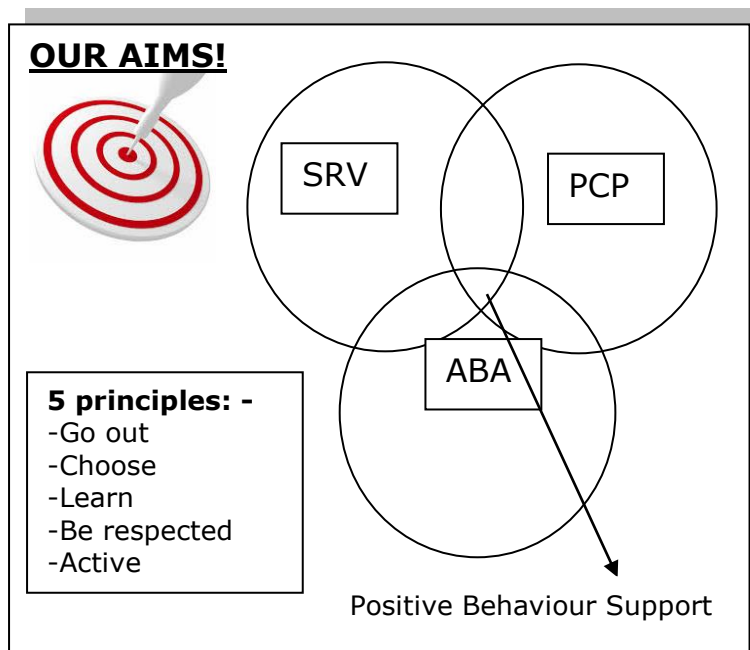 OUR AIMS!
SRV
PCP
ABA
5 principles: -
-Go out
-Choose
-Learn
-Be respected
-Active
Positive Behaviour Support